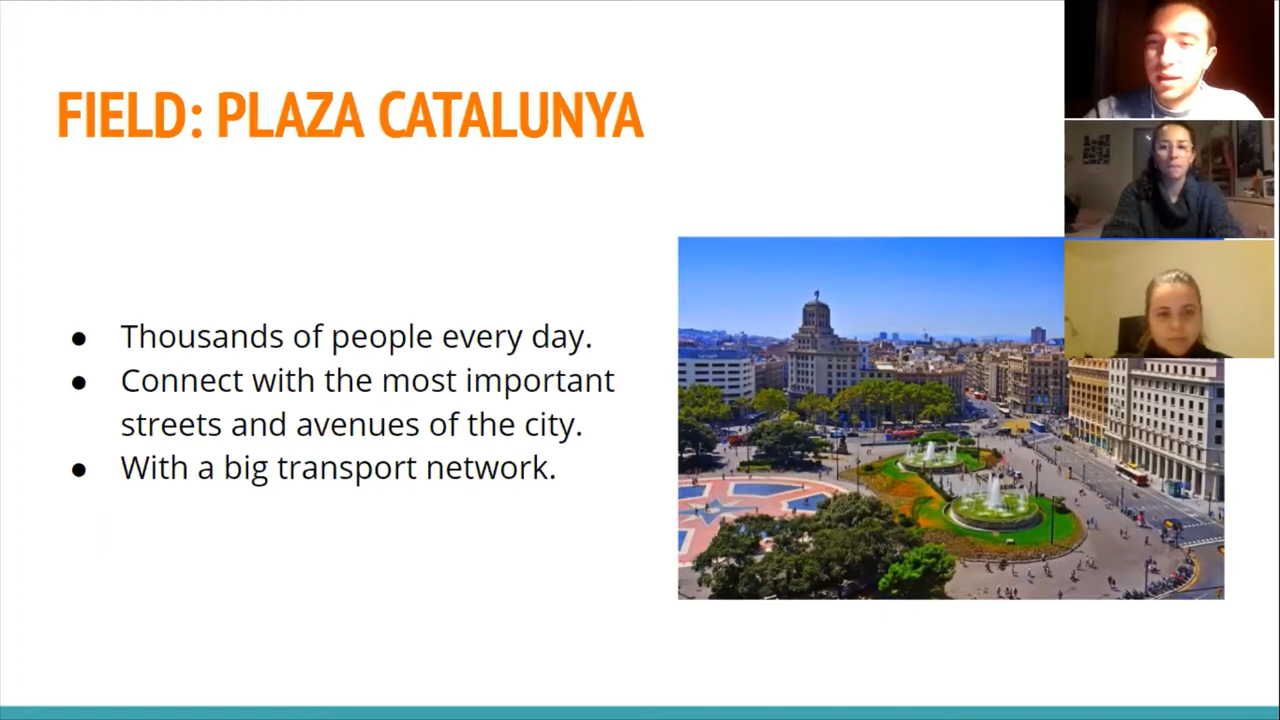 FIELD: PLAZA CATALUNYA
● Thousands of people every day.
● Connect with the most important
streets and avenues of the city.
● With a big transport network.